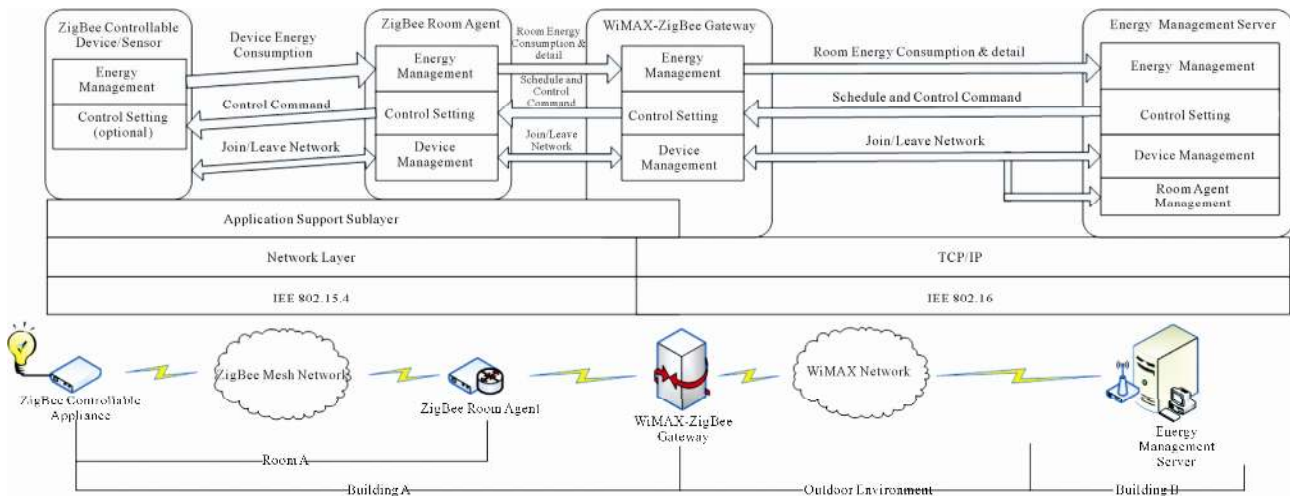 ZigBee Controllable
Device/Sensor
Energy
Management
Control Setting
(optional)
Device Energy
Consumption
Control Command
Join/Leave Network
ZigBee Room Agent
Energy
Management
Control Setting
Device
Management
Room Energy
Consumption &
detail
Schedule and
Control
Command
Join/Leave
Network
WiMAX-ZigBee Gateway
Energy
Management
Control Setting
Device
Management
Room Energy Consumption & detail
Schedule and Control Command
Join/Leave Network
Energy Management Server
Energy Management
Control Setting
Device Management
Room Agent
Management
Application Support Sublayer
Network Layer
TCP/IP
IEE 802.15.4
IEE 802.16
ZigBee Controllable
Appliance
ZigBee Mesh Network
ZigBee Room Agent
WiMAX-ZigBee
Gateway
WiMAX Network
Energy
Management
Server
Room A
Building A
Outdoor Environment
Building B